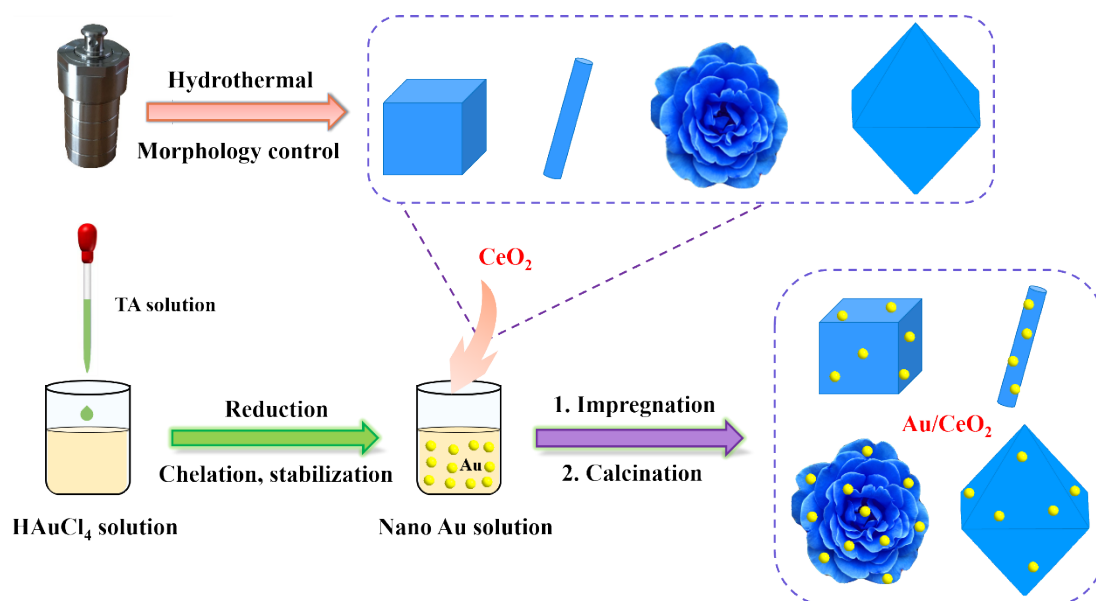 Hydrothermal
Morphology control
CeO₂
TA solution
Reduction
Chelation, stabilization
Au
1. Impregnation
2. Calcination
Au/CeO₂
HAuCl₄ solution
Nano Au solution